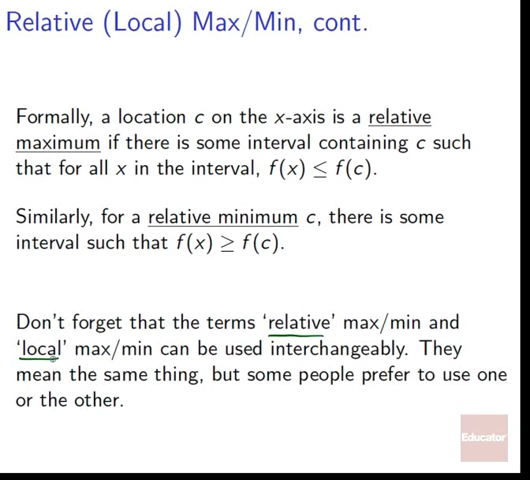 Relative (Local) Max/Min, cont.
Formally, a location c on the x-axis is a relative
maximum if there is some interval containing c such
that for all x in the interval, f(x) ≤ f(c).
Similarly, for a relative minimum c, there is some
interval such that f(x) ≥ f(c).
Don't forget that the terms 'relative' max/min and
'local' max/min can be used interchangeably. They
mean the same thing, but some people prefer to use one
or the other.
Educator